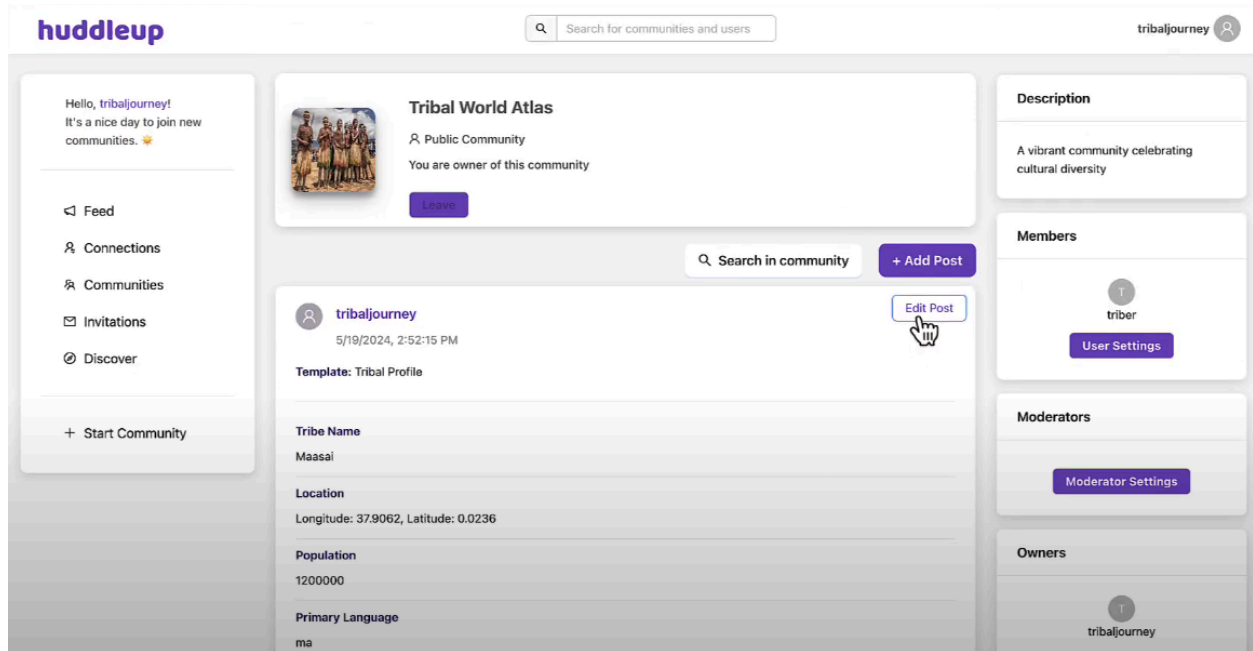 huddleup
Search for communities and users
tribaljourney
Hello, tribaljourney!
It's a nice day to join new
communities. ☀️
Feed
Connections
Communities
Invitations
Discover
+ Start Community
Tribal World Atlas
Public Community
You are owner of this community
Leave
Search in community
+ Add Post
tribaljourney
5/19/2024, 2:52:15 PM
Edit Post
Template: Tribal Profile
Tribe Name
Maasai
Location
Longitude: 37.9062, Latitude: 0.0236
Population
1200000
Primary Language
ma
Description
A vibrant community celebrating
cultural diversity
Members
T
triber
User Settings
Moderators
Moderator Settings
Owners
T
tribaljourney